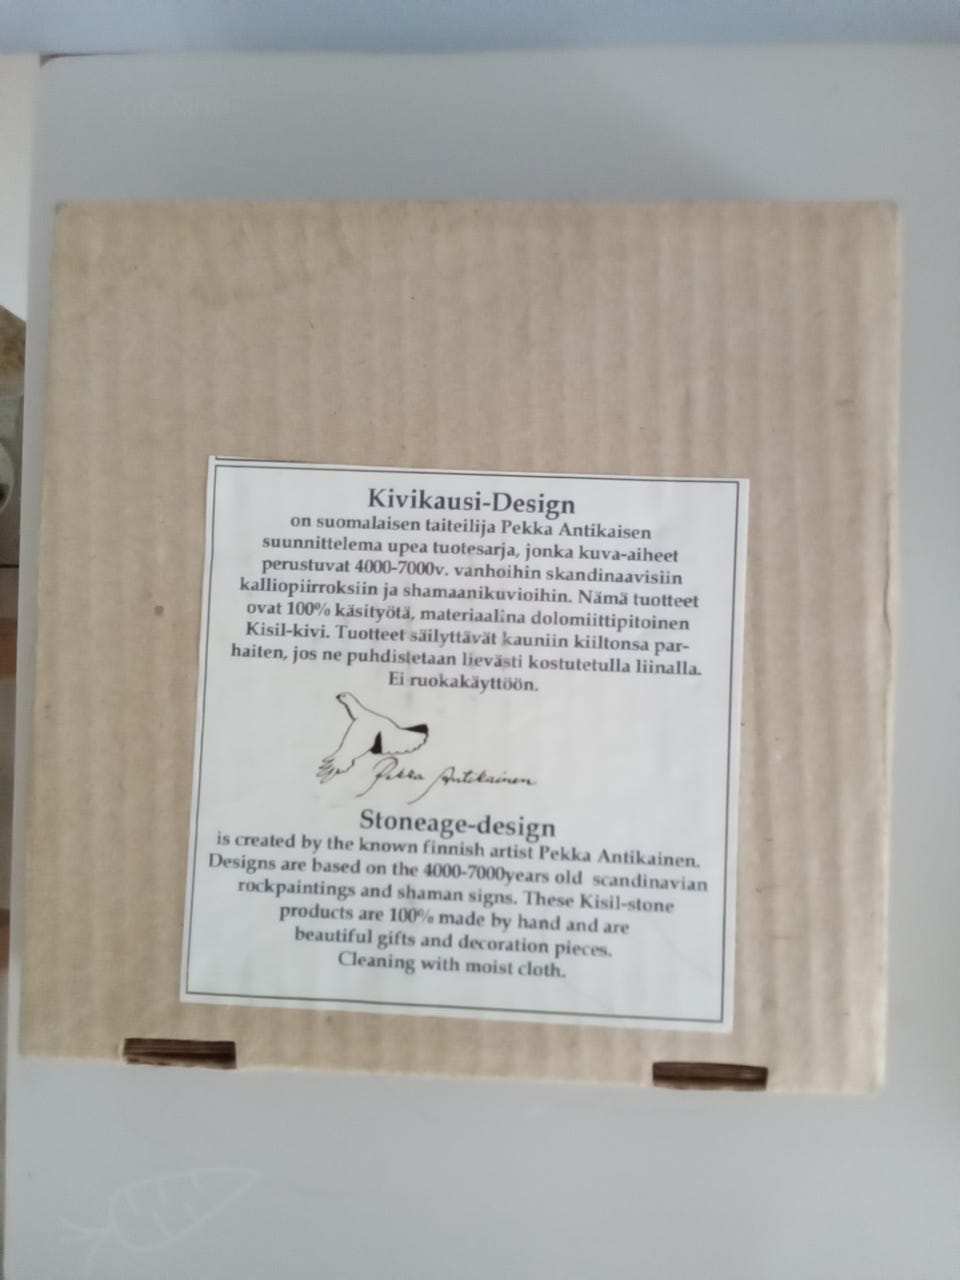 Kivikausi-Design
on suomalaisen taiteilija Pekka Antikaisen
suunnittelema upea tuotesarja, jonka kuva-aiheet
perustuvat 4000-7000v. vanhoihin skandinaavisiin
kalliopiirroksiin ja shamaanikuvioihin. Nämä tuotteet
ovat 100% käsityötä, materiaalina dolomiittipitoinen
Kisil-kivi. Tuotteet säilyttävät kauniin kiiltonsa par-
haiten, jos ne puhdistetaan lievästi kostutetulla liinalla.
Ei ruokakäyttöön.
Pekka Antikainen
Stoneage-design
is created by the known finnish artist Pekka Antikainen.
Designs are based on the 4000-7000years old scandinavian
rockpaintings and shaman signs. These Kisil-stone
products are 100% made by hand and are
beautiful gifts and decoration pieces.
Cleaning with moist cloth.